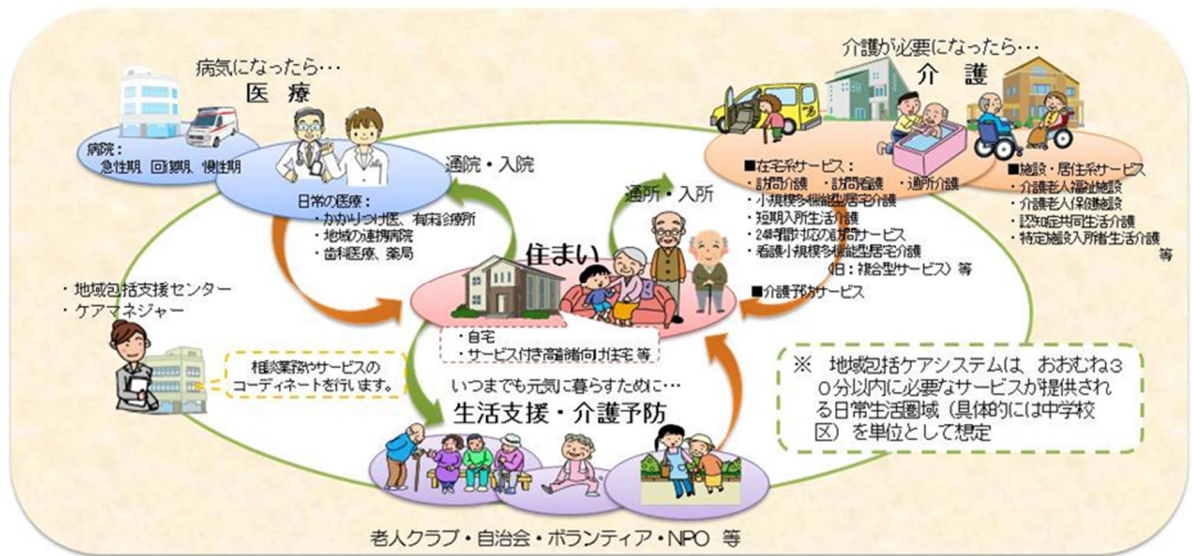 病気になったら…
医療
病院：
急性期、回復期、慢性期
日常の医療：
・かかりつけ医、有床診療所
・地域の連携病院
・歯科医療、薬局
通院・入院
介護が必要になったら…
介護
通所・入所
■在宅系サービス：
・訪問介護 ・訪問看護 ・通所介護
・小規模多機能型居宅介護
・短期入所生活介護
・24時間対応の訪問サービス
・看護小規模多機能型居宅介護
（旧：複合型サービス）等
■介護予防サービス
■施設・居住系サービス
・介護老人福祉施設
・介護老人保健施設
・認知症共同生活介護
・特定施設入所者生活介護
等
住まい
・自宅
・サービス付き高齢者向け住宅 等
・地域包括支援センター
・ケアマネジャー
相談業務やサービスの
コーディネートを行います。
いつまでも元気に暮らすために…
生活支援・介護予防
老人クラブ・自治会・ボランティア・NPO 等
※ 地域包括ケアシステムは、おおむね３
０分以内に必要なサービスが提供され
る日常生活圏域（具体的には中学校
区）を単位として想定